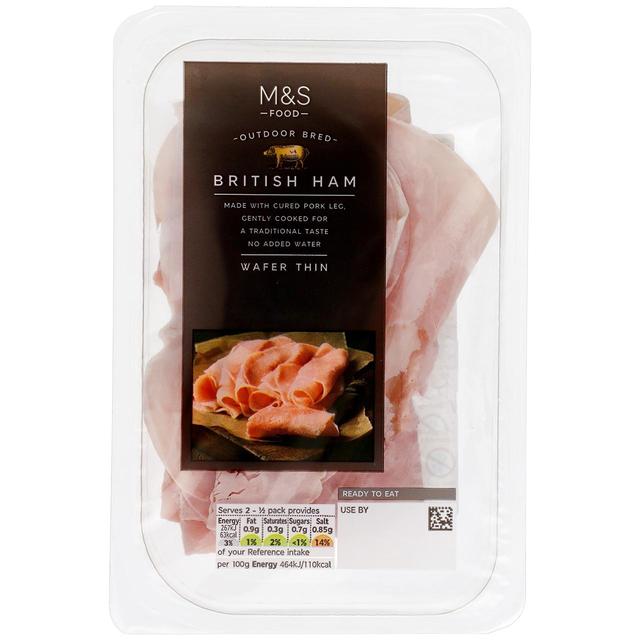 M&S
FOOD
OUTDOOR BRED
BRITISH HAM
MADE WITH CURED PORK LEG,
GENTLY COOKED FOR
A TRADITIONAL TASTE
NO ADDED WATER
WAFER THIN
READY TO EAT
USE BY
Serves 2 - ½ pack provides
Energy Fat Saturates Sugars Salt
267kJ 0.9g 0.3g 0.7g 0.85g
63kcal
3% 1% 2% <1% 14%
of your Reference intake
per 100g Energy 464kJ/110kcal